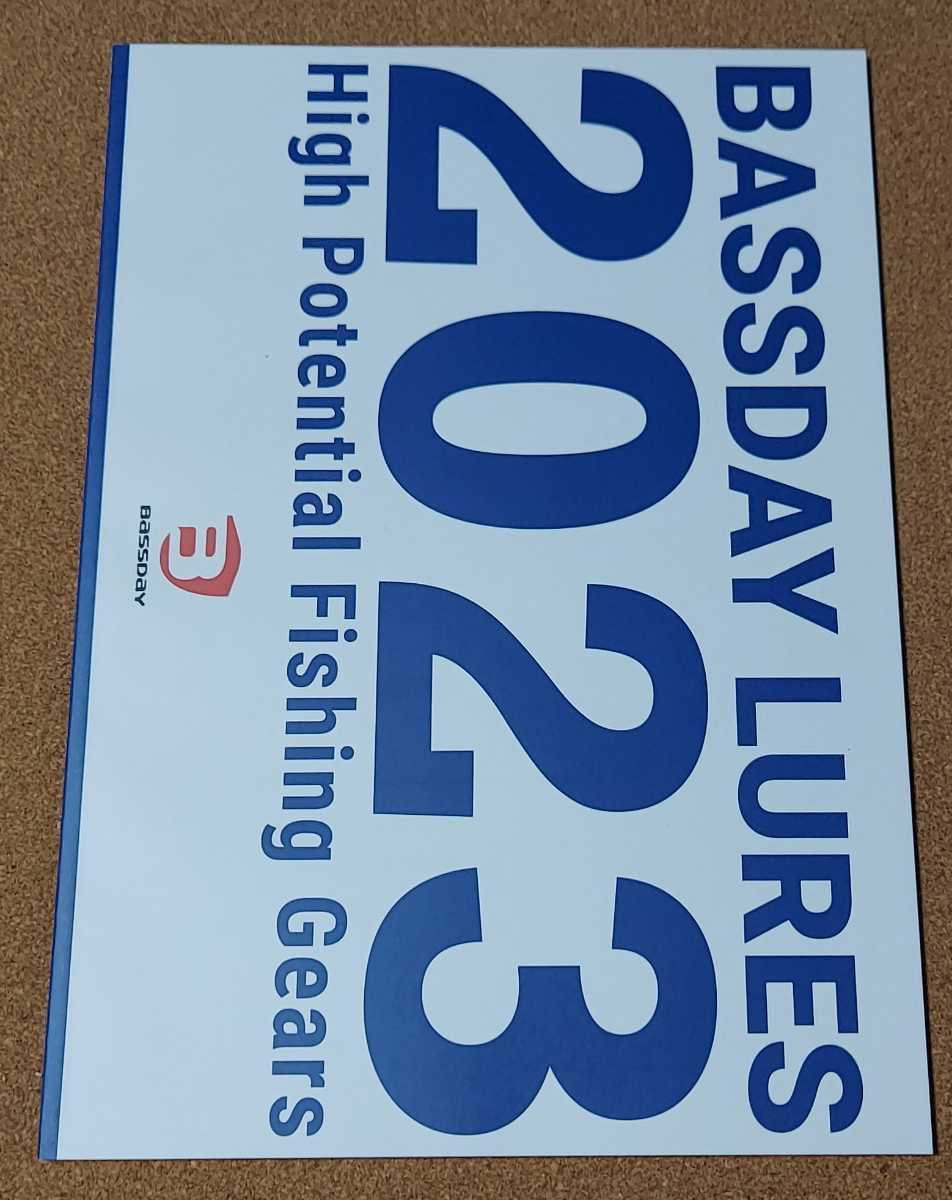 BASSDAY LURES
2023
High Potential Fishing Gears
B
BASSDAY